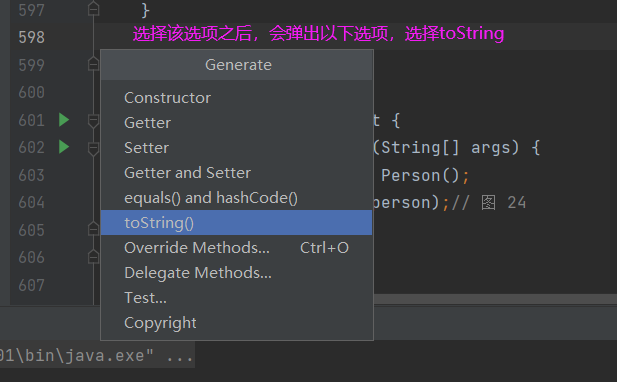 597 }
598 选择该选项之后，会弹出以下选项，选择toString
599 Generate
600 Constructor
601 Getter t {
602 Setter (String[] args) {
603 Getter and Setter Person();
604 equals() and hashCode() person);// 图 24
605 toString()
606 Override Methods... Ctrl+O
607 Delegate Methods...
Test...
Copyright
01\bin\java.exe" ...